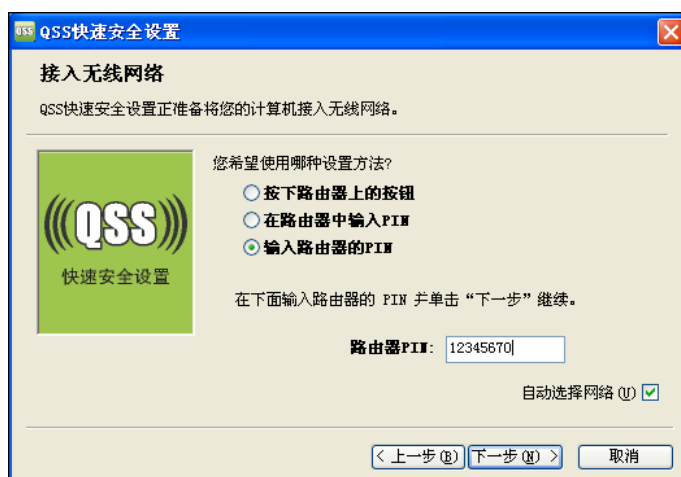 QSS QSS快速安全设置
接入无线网络
QSS快速安全设置正准备将您的计算机接入无线网络。
您希望使用哪种设置方法?
按下路由器上的按钮
在路由器中输入PIN
输入路由器的PIN
QSS
快速安全设置
在下面输入路由器的 PIN 并单击“下一步”继续。
路由器PIN: 12345670
自动选择网络(U)
< 上一步(B) 下一步(N) > 取消